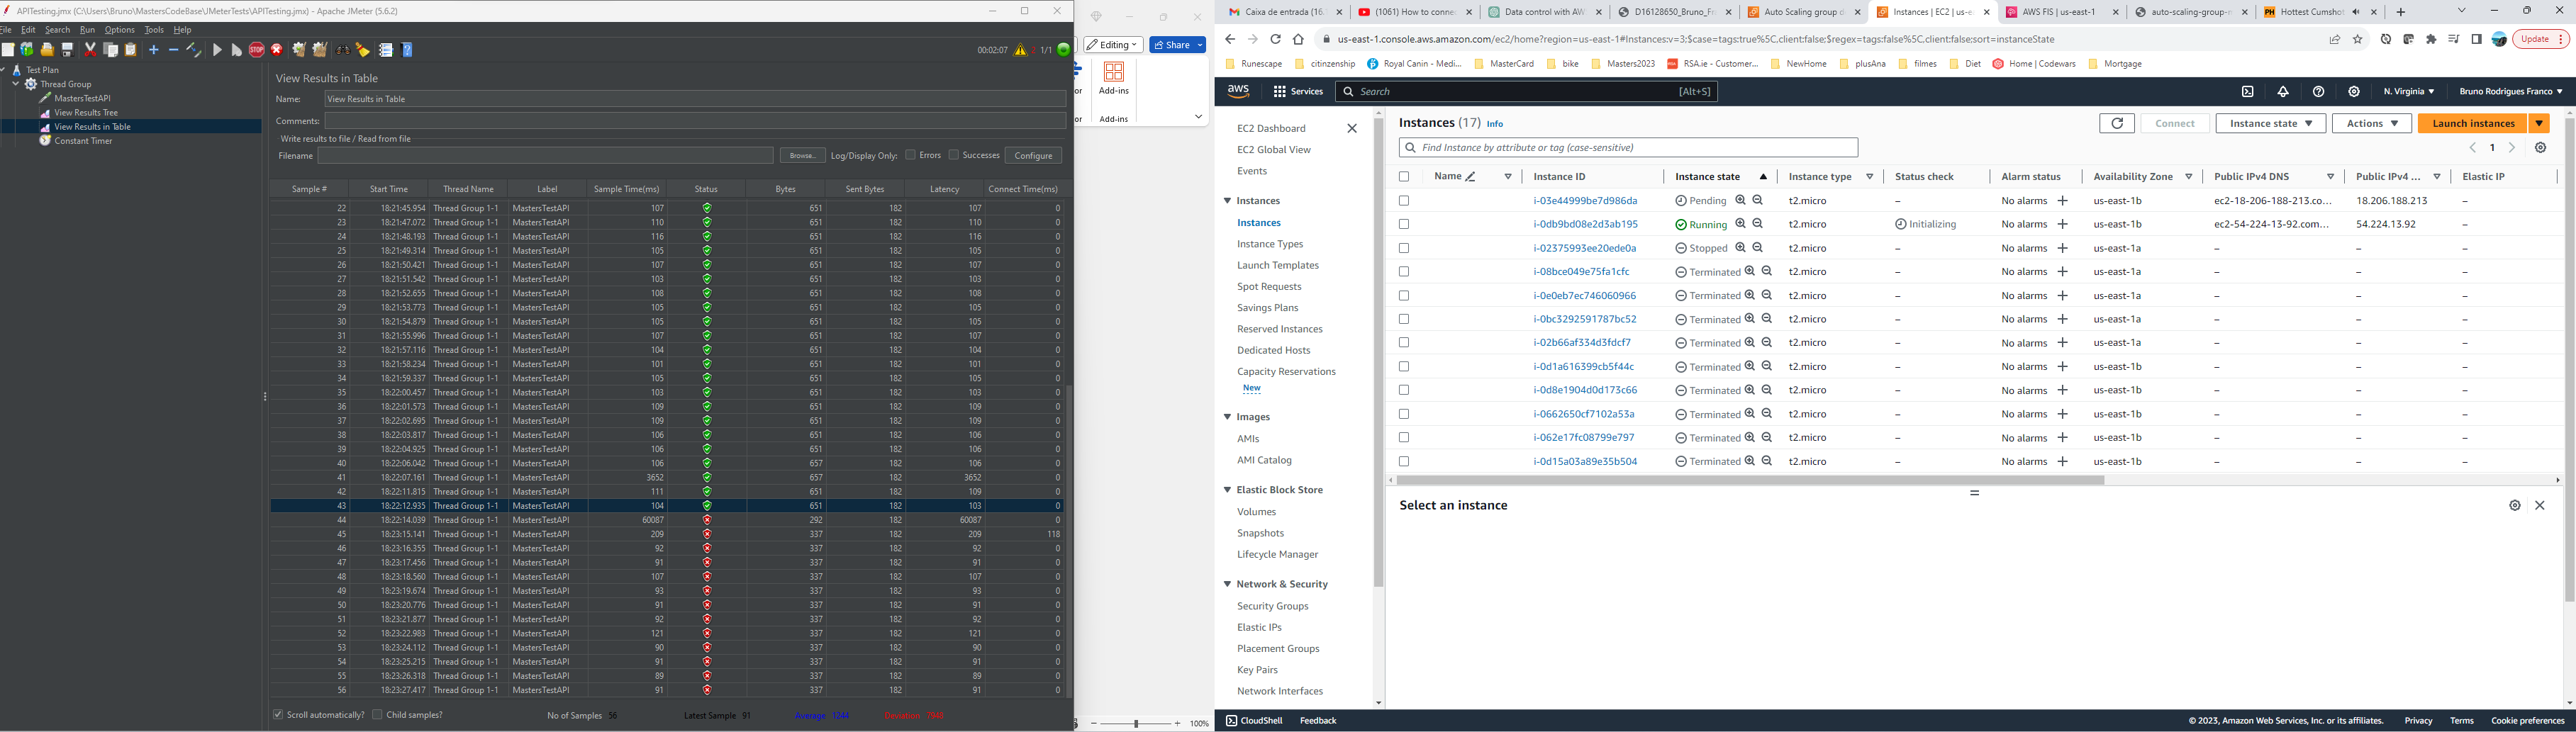 APITesting.jmx (C:\Users\Bruno\MastersCodeBase\JMeterTests\APITesting.jmx) - Apache JMeter (5.6.2)
File Edit Search Run Options Tools Help
00:02:07 2 1/1
Test Plan
Thread Group
MastersTestAPI
View Results Tree
View Results in Table
Constant Timer
View Results in Table
Name: View Results in Table
Comments:
Write results to file / Read from file
Filename Browse... Log/Display Only: Errors Successes Configure
Sample # Start Time Thread Name Label Sample Time(ms) Status Bytes Sent Bytes Latency Connect Time(ms)
22 18:21:45.954 Thread Group 1-1 MastersTestAPI 107 651 182 107 0
23 18:21:47.072 Thread Group 1-1 MastersTestAPI 110 651 182 110 0
24 18:21:48.193 Thread Group 1-1 MastersTestAPI 116 651 182 116 0
25 18:21:49.314 Thread Group 1-1 MastersTestAPI 105 651 182 105 0
26 18:21:50.421 Thread Group 1-1 MastersTestAPI 107 651 182 107 0
27 18:21:51.542 Thread Group 1-1 MastersTestAPI 103 651 182 103 0
28 18:21:52.655 Thread Group 1-1 MastersTestAPI 108 651 182 108 0
29 18:21:53.773 Thread Group 1-1 MastersTestAPI 105 651 182 105 0
30 18:21:54.879 Thread Group 1-1 MastersTestAPI 105 651 182 105 0
31 18:21:55.996 Thread Group 1-1 MastersTestAPI 107 651 182 107 0
32 18:21:57.116 Thread Group 1-1 MastersTestAPI 104 651 182 104 0
33 18:21:58.234 Thread Group 1-1 MastersTestAPI 101 651 182 101 0
34 18:21:59.337 Thread Group 1-1 MastersTestAPI 105 651 182 105 0
35 18:22:00.457 Thread Group 1-1 MastersTestAPI 103 651 182 103 0
36 18:22:01.573 Thread Group 1-1 MastersTestAPI 109 651 182 109 0
37 18:22:02.695 Thread Group 1-1 MastersTestAPI 109 651 182 109 0
38 18:22:03.817 Thread Group 1-1 MastersTestAPI 106 651 182 106 0
39 18:22:04.925 Thread Group 1-1 MastersTestAPI 106 651 182 106 0
40 18:22:06.042 Thread Group 1-1 MastersTestAPI 106 657 182 106 0
41 18:22:07.161 Thread Group 1-1 MastersTestAPI 3652 657 182 3652 0
42 18:22:11.815 Thread Group 1-1 MastersTestAPI 111 651 182 109 0
43 18:22:12.935 Thread Group 1-1 MastersTestAPI 104 651 182 103 0
44 18:22:14.039 Thread Group 1-1 MastersTestAPI 60087 292 182 60087 0
45 18:23:15.141 Thread Group 1-1 MastersTestAPI 209 337 182 209 118
46 18:23:16.355 Thread Group 1-1 MastersTestAPI 92 337 182 92 0
47 18:23:17.456 Thread Group 1-1 MastersTestAPI 91 337 182 91 0
48 18:23:18.560 Thread Group 1-1 MastersTestAPI 107 337 182 107 0
49 18:23:19.674 Thread Group 1-1 MastersTestAPI 93 337 182 93 0
50 18:23:20.776 Thread Group 1-1 MastersTestAPI 91 337 182 91 0
51 18:23:21.877 Thread Group 1-1 MastersTestAPI 92 337 182 92 0
52 18:23:22.983 Thread Group 1-1 MastersTestAPI 121 337 182 121 0
53 18:23:24.112 Thread Group 1-1 MastersTestAPI 90 337 182 90 0
54 18:23:25.215 Thread Group 1-1 MastersTestAPI 91 337 182 91 0
55 18:23:26.318 Thread Group 1-1 MastersTestAPI 89 337 182 89 0
56 18:23:27.417 Thread Group 1-1 MastersTestAPI 91 337 182 91 0
Scroll automatically? Child samples? No of Samples 56 Latest Sample 91 Average 1244 Deviation 7948
Editing Share
or Add-ins
or Add-ins
100%
Caixa de entrada (16. (1061) How to conne Data control with AW D16128650_Bruno_Fr Auto Scaling group d Instances | EC2 | us-e AWS FIS | us-east-1 auto-scaling-group-e Hottest Cumshot
us-east-1.console.aws.amazon.com/ec2/home?region=us-east-1#Instances:v=3;$case=tags:true%5C,client:false;$regex=tags:false%5C,client:false;sort=instanceState Update
Runescape citinzenship Royal Canin - Medi... MasterCard bike Masters2023 RSA.ie - Customer... NewHome plusAna filmes Diet Home | Codewars Mortgage
aws Services Search [Alt+S] N. Virginia Bruno Rodrigues Franco
EC2 Dashboard
EC2 Global View
Events
Instances
Instances
Instance Types
Launch Templates
Spot Requests
Savings Plans
Reserved Instances
Dedicated Hosts
Capacity Reservations
New
Images
AMIs
AMI Catalog
Elastic Block Store
Volumes
Snapshots
Lifecycle Manager
Network & Security
Security Groups
Elastic IPs
Placement Groups
Key Pairs
Network Interfaces
Instances (17) Info Connect Instance state Actions Launch instances
Find Instance by attribute or tag (case-sensitive) 1
Name Instance ID Instance state Instance type Status check Alarm status Availability Zone Public IPv4 DNS Public IPv4 ... Elastic IP
i-03e44999be7d986da Pending t2.micro – No alarms + us-east-1b ec2-18-206-188-213.co... 18.206.188.213 –
i-0db9bd08e2d3ab195 Running t2.micro Initializing No alarms + us-east-1b ec2-54-224-13-92.com... 54.224.13.92 –
i-02375993ee20ede0a Stopped t2.micro – No alarms + us-east-1a – – –
i-08bce049e75fa1cfc Terminated t2.micro – No alarms + us-east-1a – – –
i-0e0eb7ec746060966 Terminated t2.micro – No alarms + us-east-1a – – –
i-0bc3292591787bc52 Terminated t2.micro – No alarms + us-east-1a – – –
i-02b66af334d3fdcf7 Terminated t2.micro – No alarms + us-east-1a – – –
i-0d1a616399cb5f44c Terminated t2.micro – No alarms + us-east-1b – – –
i-0d8e1904d0d173c66 Terminated t2.micro – No alarms + us-east-1b – – –
i-0662650cf7102a53a Terminated t2.micro – No alarms + us-east-1b – – –
i-062e17fc08799e797 Terminated t2.micro – No alarms + us-east-1b – – –
i-0d15a03a89e35b504 Terminated t2.micro – No alarms + us-east-1b – – –
Select an instance
CloudShell Feedback © 2023, Amazon Web Services, Inc. or its affiliates. Privacy Terms Cookie preferences